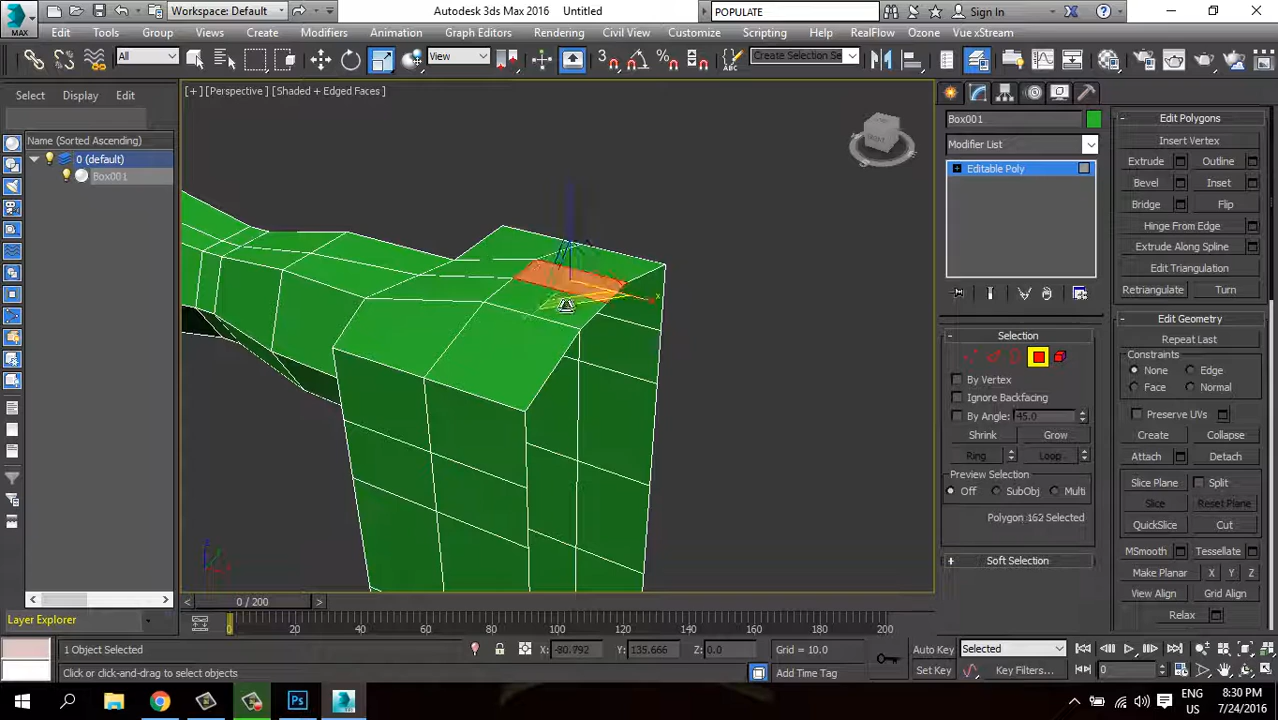 MAX
Workspace: Default
Autodesk 3ds Max 2016 Untitled
POPULATE
Sign In
Edit Tools Group Views Create Modifiers Animation Graph Editors Rendering Civil View Customize Scripting Help RealFlow Ozone Vue xStream
All
View
3
Create Selection Se
Select Display Edit
Name (Sorted Ascending)
0 (default)
Box001
[+] [Perspective] [Shaded + Edged Faces]
x
Box001
Modifier List
Editable Poly
Selection
By Vertex
Ignore Backfacing
By Angle: 45.0
Shrink Grow
Ring Loop
Preview Selection
Off SubObj Multi
Polygon 162 Selected
Soft Selection
Edit Polygons
Insert Vertex
Extrude Outline
Bevel Inset
Bridge Flip
Hinge From Edge
Extrude Along Spline
Edit Triangulation
Retriangulate Turn
Edit Geometry
Repeat Last
Constraints
None Edge
Face Normal
Preserve UVs
Create Collapse
Attach Detach
Slice Plane Split
Slice Reset Plane
QuickSlice Cut
MSmooth Tessellate
Make Planar X Y Z
View Align Grid Align
Relax
< 0 / 200 >
Layer Explorer
0 20 40 60 80 100 120 140 160 180 200
1 Object Selected
X: -30.792 Y: 135.666 Z: 0.0
Grid = 10.0
Auto Key Selected
Click or click-and-drag to select objects
Add Time Tag
Set Key Key Filters...
0
Ps
MAX
ENG
US
8:30 PM
7/24/2016